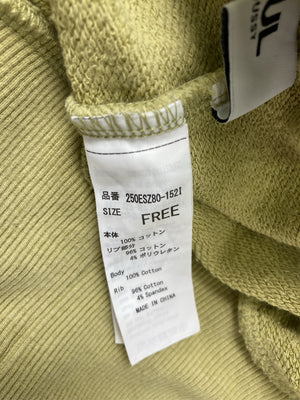 UL
品番 250ESZ80-1521
SIZE FREE
本体
100% コットン
リブ部分
96% コットン
4% ポリウレタン
Body
100% Cotton
Rib 96% Cotton
4% Spandex
MADE IN CHINA